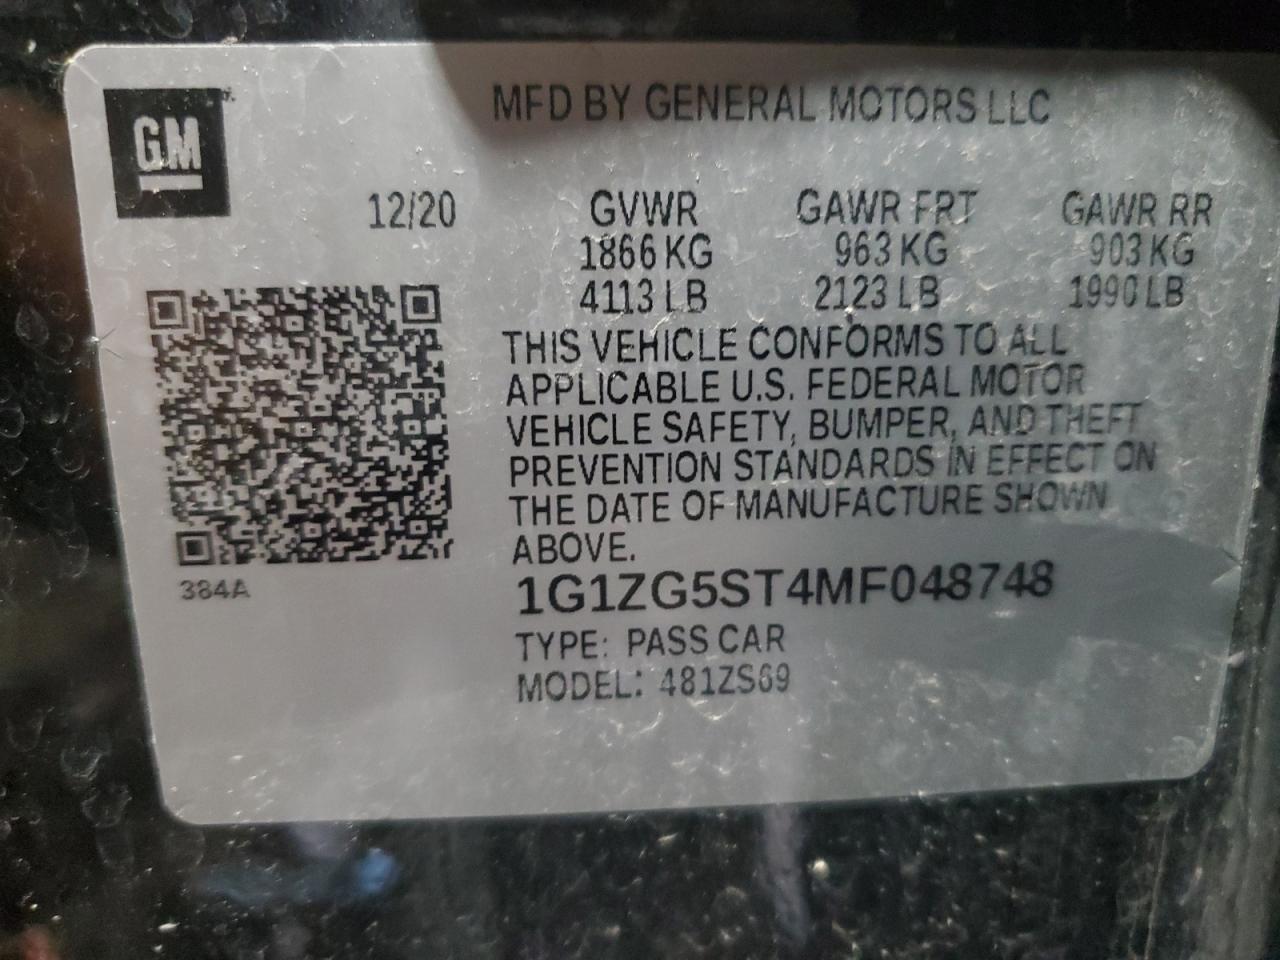 GM
MFD BY GENERAL MOTORS LLC
12/20 GVWR GAWR FRT GAWR RR
1866 KG 963 KG 903 KG
4113 LB 2123 LB 1990 LB
THIS VEHICLE CONFORMS TO ALL
APPLICABLE U.S. FEDERAL MOTOR
VEHICLE SAFETY, BUMPER, AND THEFT
PREVENTION STANDARDS IN EFFECT ON
THE DATE OF MANUFACTURE SHOWN
ABOVE.
384A
1G1ZG5ST4MF048748
TYPE: PASS CAR
MODEL: 481ZS69